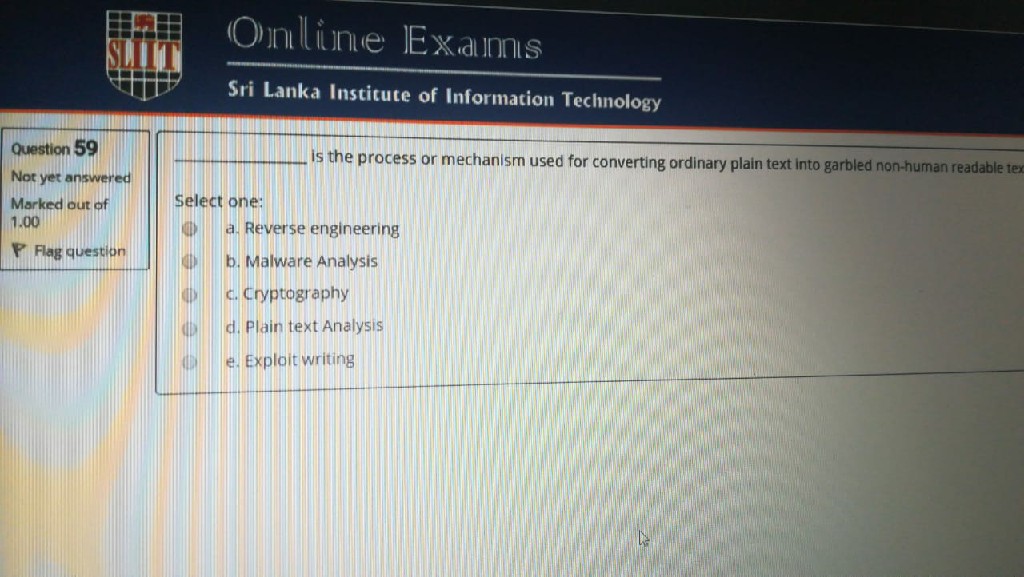 SLIIT
Online Exams
Sri Lanka Institute of Information Technology
Question 59
Not yet answered
Marked out of
1.00
Flag question
____________ is the process or mechanism used for converting ordinary plain text into garbled non-human readable tex
Select one:
a. Reverse engineering
b. Malware Analysis
c. Cryptography
d. Plain text Analysis
e. Exploit writing